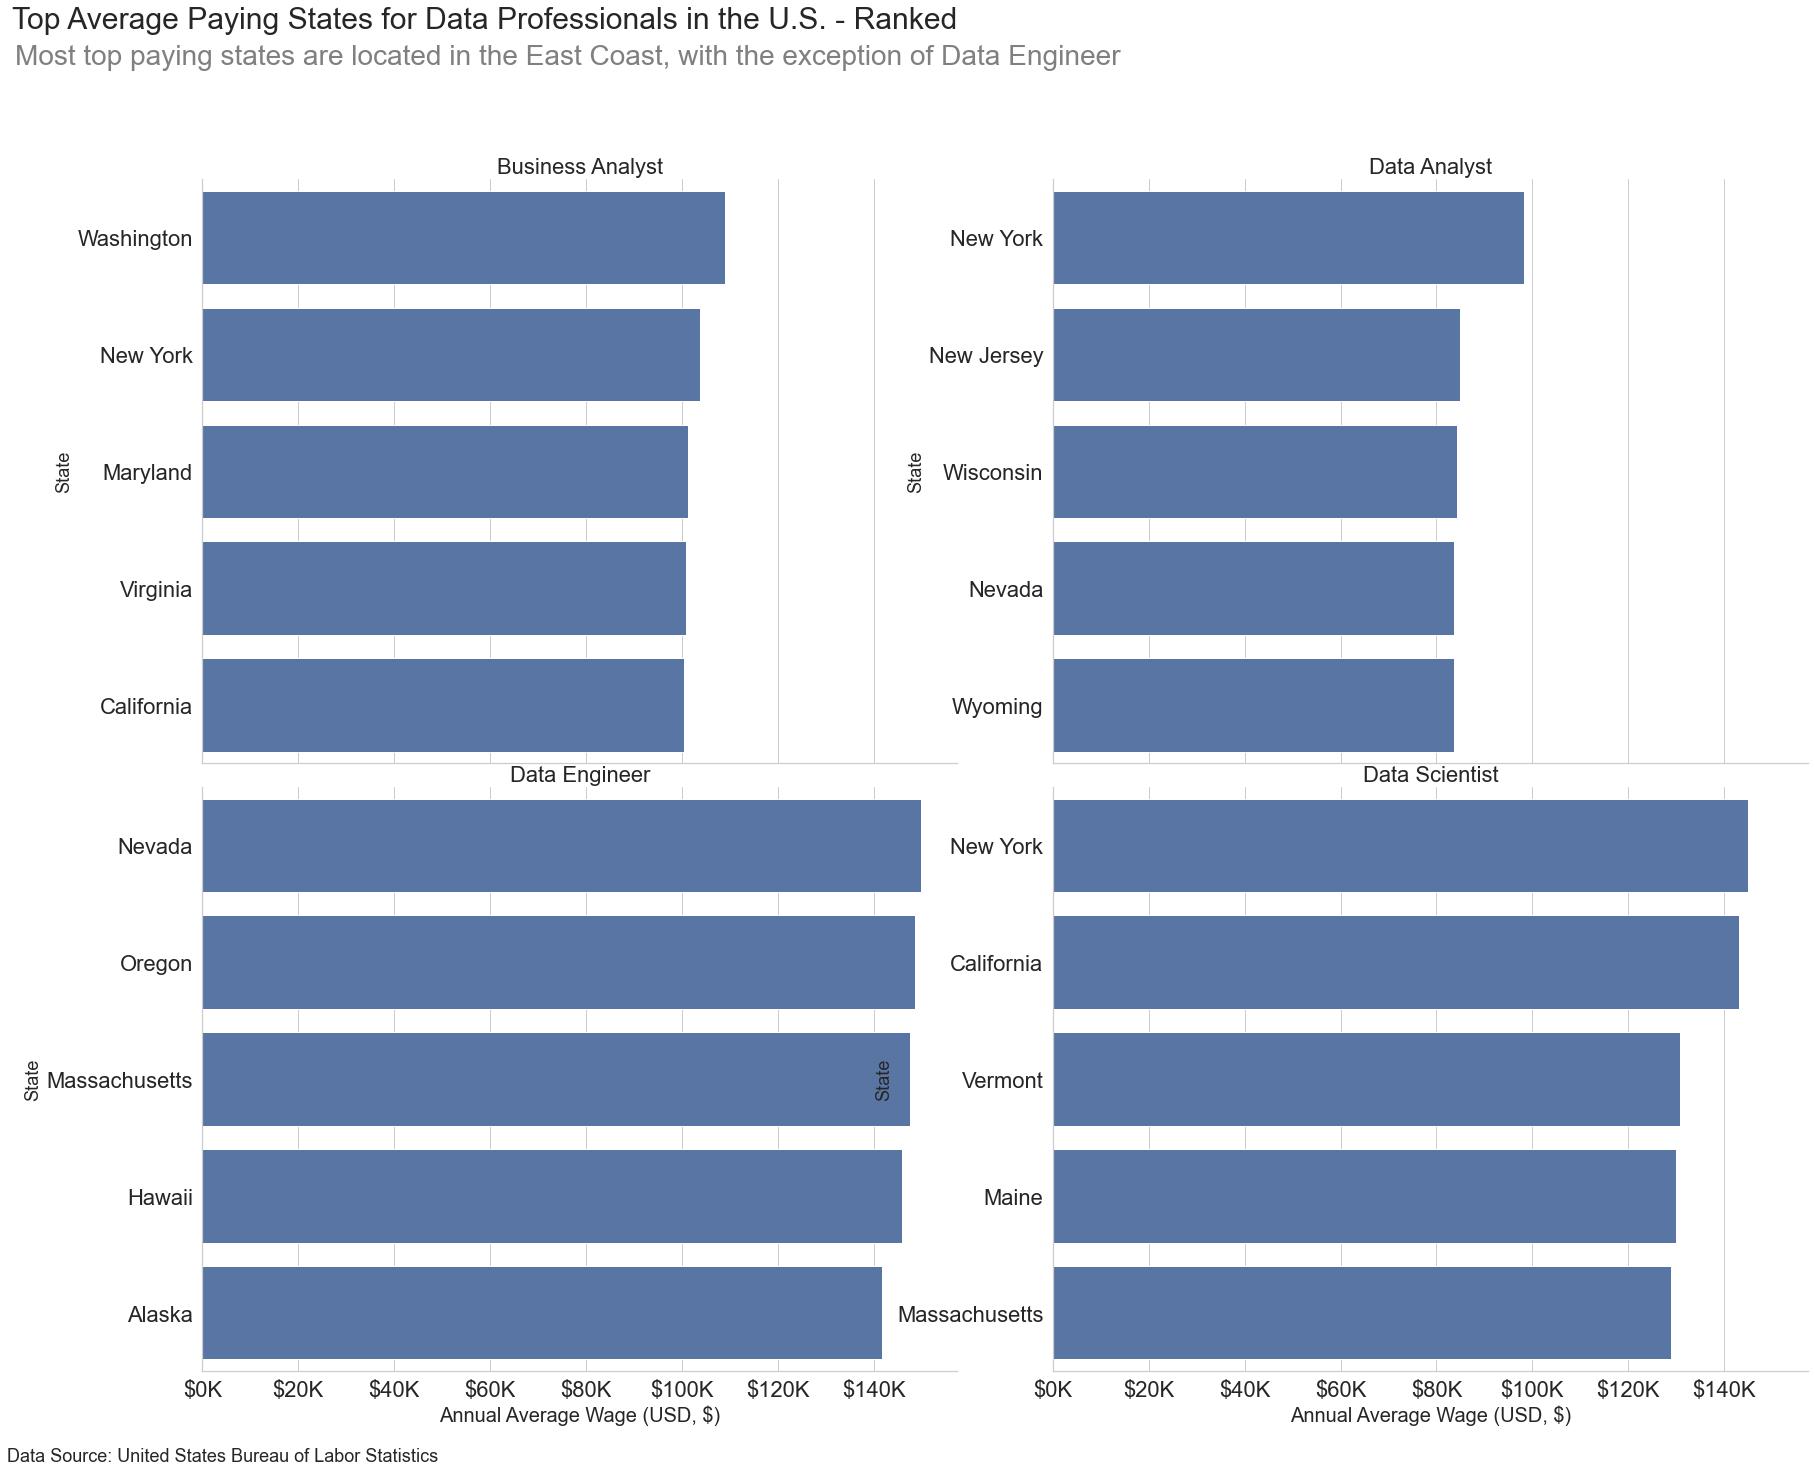 Top Average Paying States for Data Professionals in the U.S. - Ranked
Most top paying states are located in the East Coast, with the exception of Data Engineer
Business Analyst
State
Washington
New York
Maryland
Virginia
California
Data Analyst
State
New York
New Jersey
Wisconsin
Nevada
Wyoming
Data Engineer
State
Nevada
Oregon
Massachusetts
Hawaii
Alaska
$0K $20K $40K $60K $80K $100K $120K $140K
Annual Average Wage (USD, $)
Data Scientist
State
New York
California
Vermont
Maine
Massachusetts
$0K $20K $40K $60K $80K $100K $120K $140K
Annual Average Wage (USD, $)
Data Source: United States Bureau of Labor Statistics